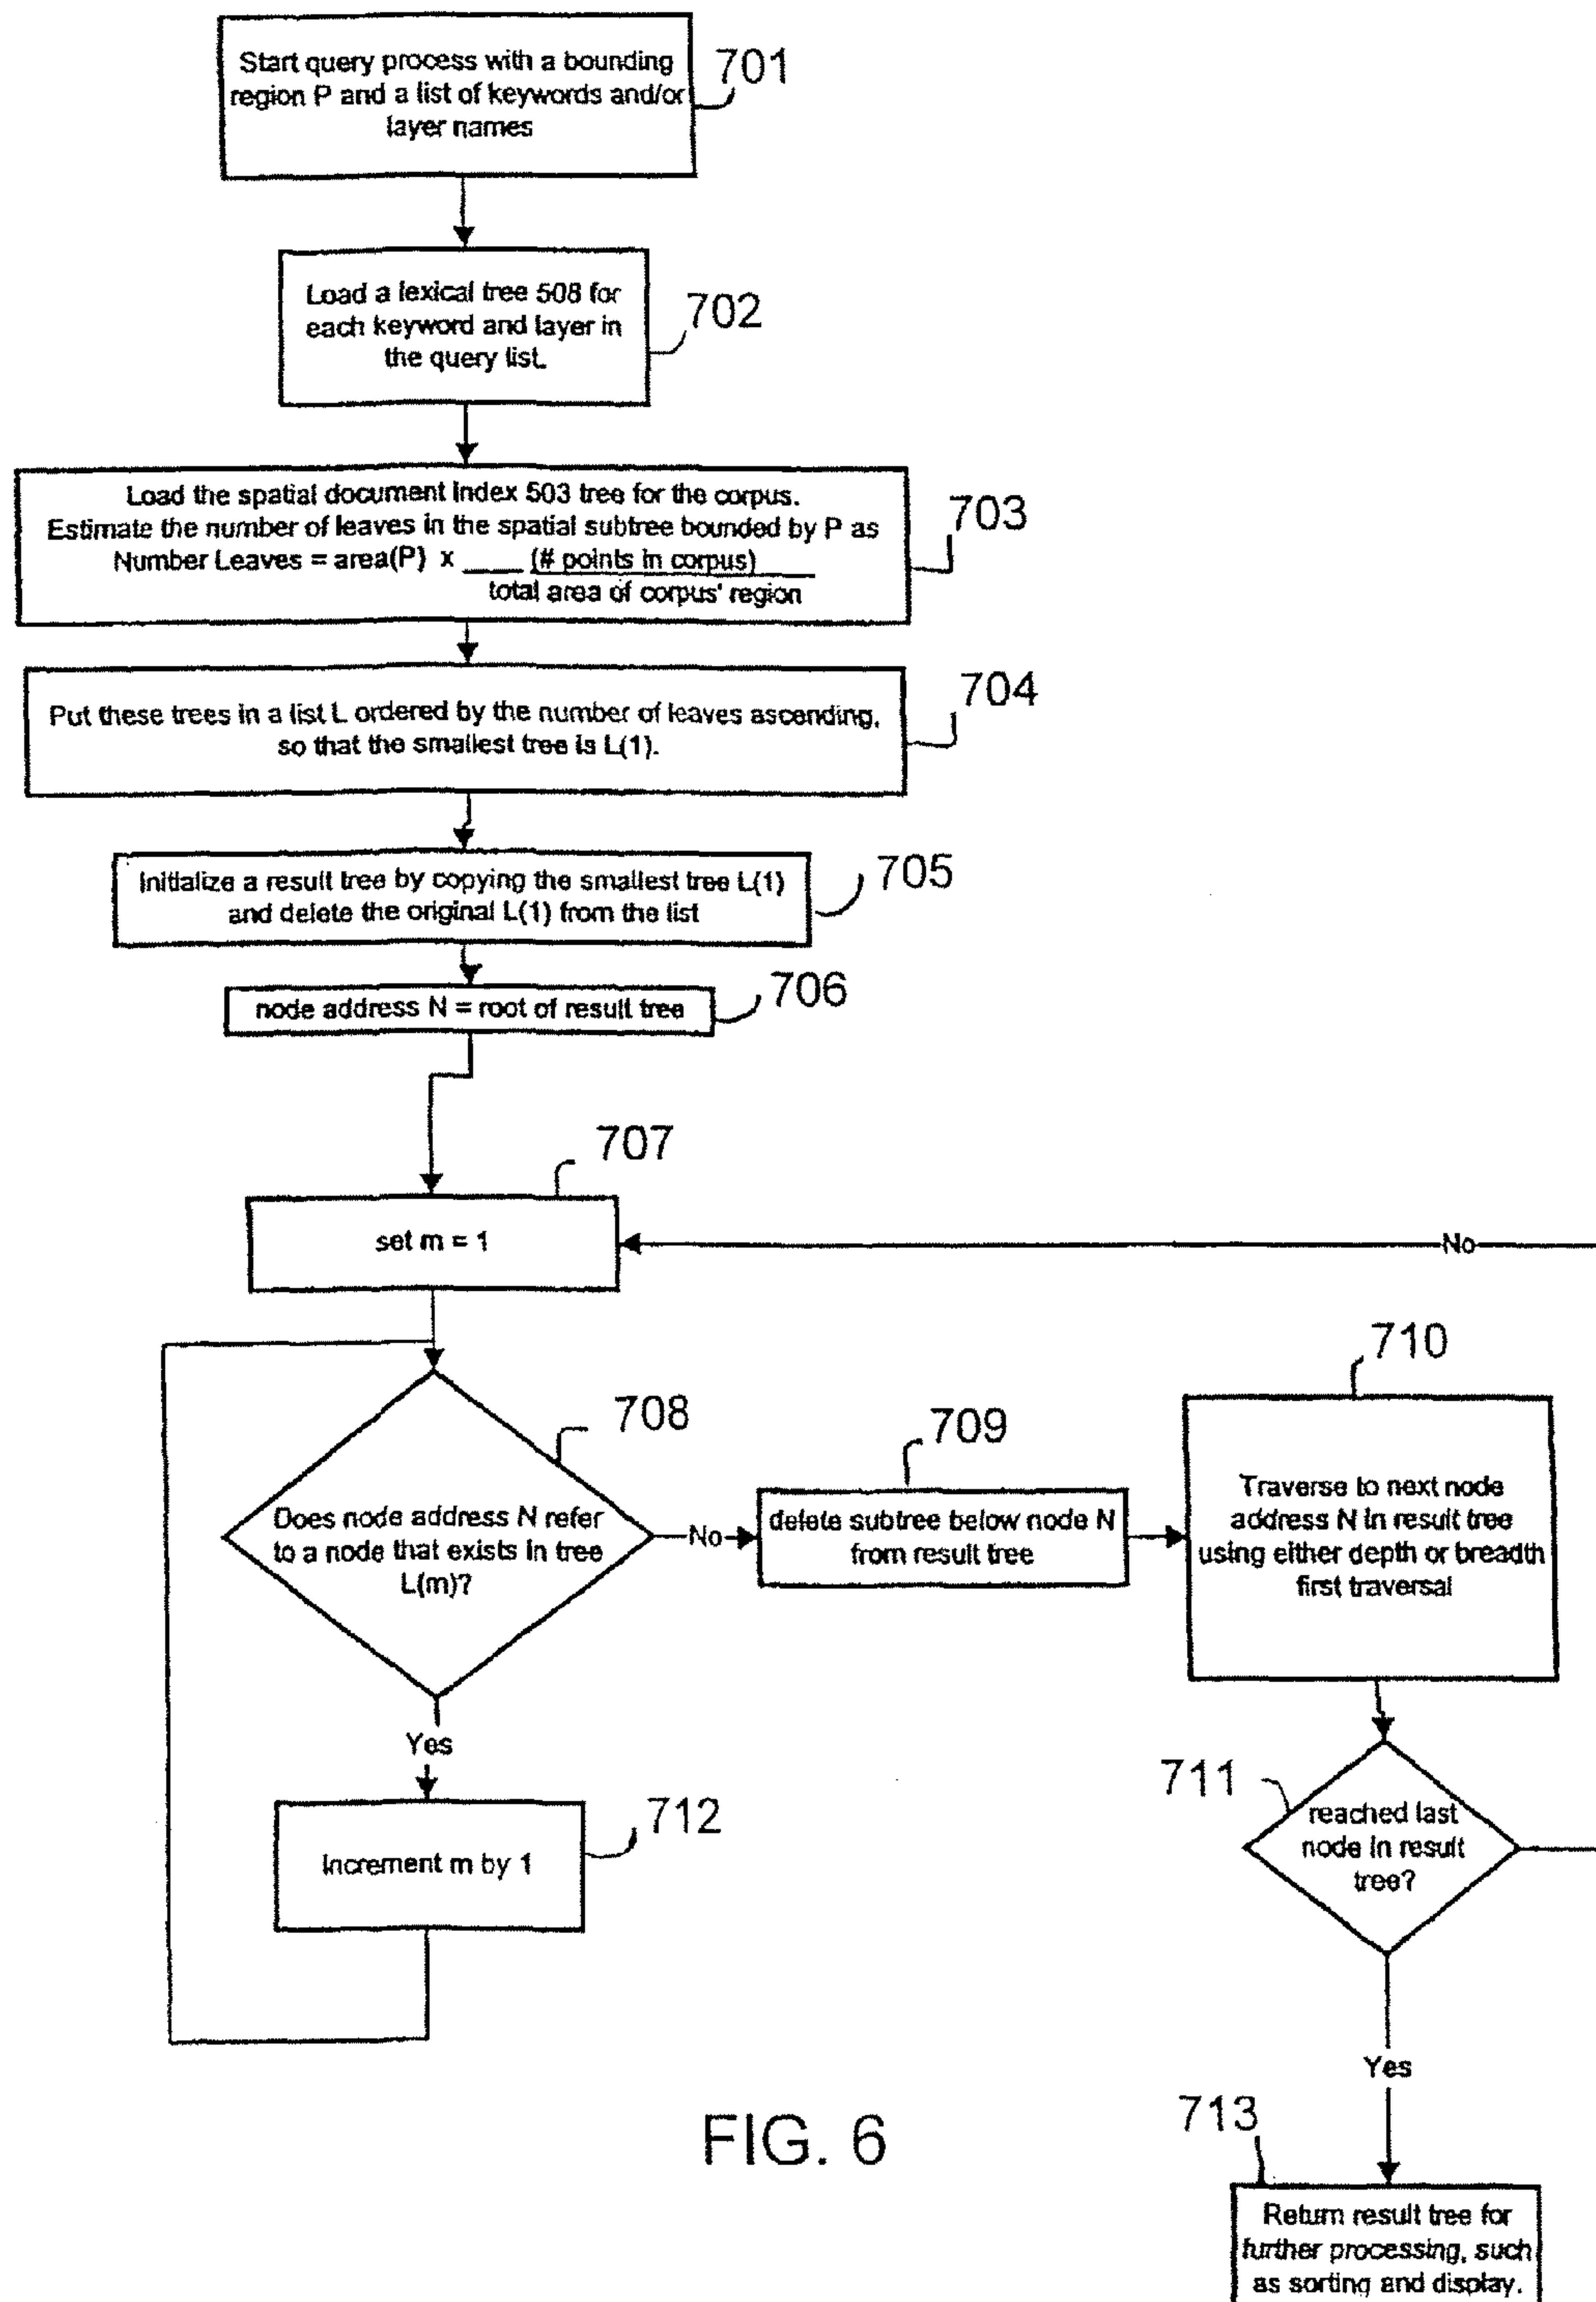 Start query process with a bounding
region P and a list of keywords and/or
layer names
701
Load a lexical tree 508 for
each keyword and layer in
the query list.
702
Load the spatial document index 503 tree for the corpus.
Estimate the number of leaves in the spatial subtree bounded by P as
Number Leaves = area(P) x ____ (# points in corpus)____
total area of corpus' region
703
Put these trees in a list L ordered by the number of leaves ascending,
so that the smallest tree is L(1).
704
Initialize a result tree by copying the smallest tree L(1)
and delete the original L(1) from the list
705
node address N = root of result tree
706
707
set m = 1
No
708
Does node address N refer
to a node that exists in tree
L(m)?
No
709
delete subtree below node N
from result tree
710
Traverse to next node
address N in result tree
using either depth or breadth
first traversal
Yes
712
Increment m by 1
711
reached last
node in result
tree?
Yes
713
Return result tree for
further processing, such
as sorting and display.
FIG. 6